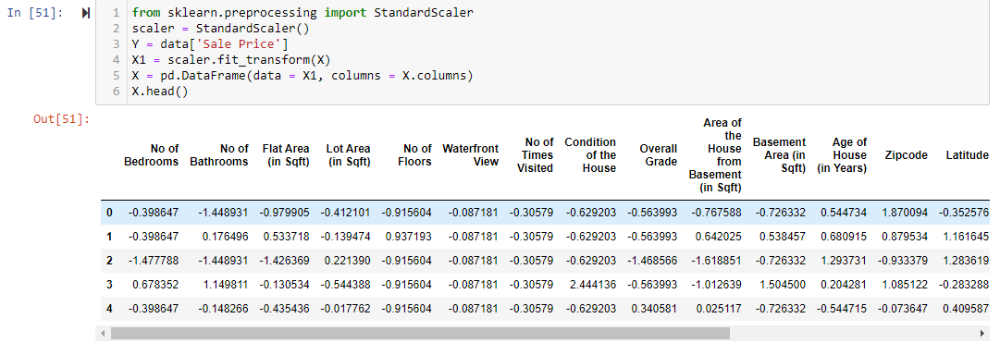 In [51]:
1 from sklearn.preprocessing import StandardScaler
2 scaler = StandardScaler()
3 Y = data['Sale Price']
4 X1 = scaler.fit_transform(X)
5 X = pd.DataFrame(data = X1, columns = X.columns)
6 X.head()
Out[51]:
No of Bedrooms No of Bathrooms Flat Area (in Sqft) Lot Area (in Sqft) No of Floors Waterfront View No of Times Visited Condition of the House Overall Grade Area of the House from Basement (in Sqft) Basement Area (in Sqft) Age of House (in Years) Zipcode Latitude
0 -0.398647 -1.448931 -0.979905 -0.412101 -0.915604 -0.087181 -0.30579 -0.629203 -0.563993 -0.767588 -0.726332 0.544734 1.870094 -0.352576
1 -0.398647 0.176496 0.533718 -0.139474 0.937193 -0.087181 -0.30579 -0.629203 -0.563993 0.642025 0.538457 0.680915 0.879534 1.161645
2 -1.477788 -1.448931 -1.426369 0.221390 -0.915604 -0.087181 -0.30579 -0.629203 -1.468566 -1.618851 -0.726332 1.293731 -0.933379 1.283619
3 0.678352 1.149811 -0.130534 -0.544388 -0.915604 -0.087181 -0.30579 2.444136 -0.563993 -1.012639 1.504500 0.204281 1.085122 -0.283288
4 -0.398647 -0.148266 -0.435436 -0.017762 -0.915604 -0.087181 -0.30579 -0.629203 0.340581 0.025117 -0.726332 -0.544715 -0.073647 0.409587